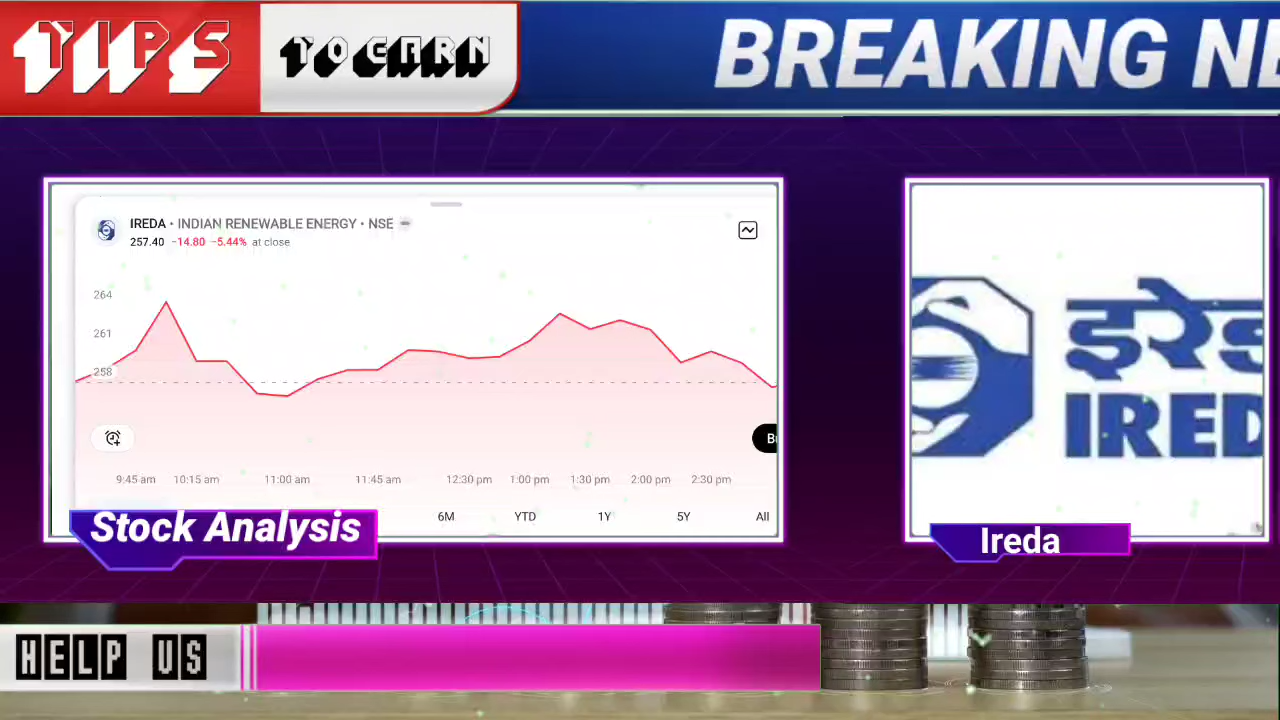 TIPS
TO EARN
BREAKING NE
IREDA • INDIAN RENEWABLE ENERGY • NSE
257.40 −14.80 −5.44% at close
264
261
258
9:45 am 10:15 am 11:00 am 11:45 am 12:30 pm 1:00 pm 1:30 pm 2:00 pm 2:30 pm
6M YTD 1Y 5Y All
Stock Analysis
इरेड
IRED
Ireda
HELP US